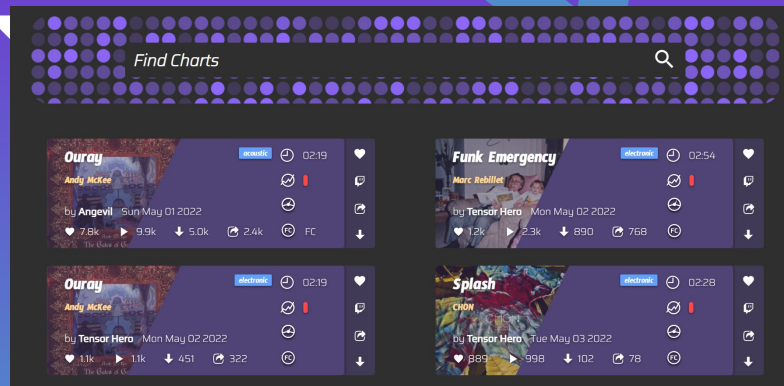 Find Charts
Ouray acoustic 02:19
Andy McKee
by Angevil Sun May 01 2022
7.8k 9.9k 5.0k 2.4k FC FC
Funk Emergency electronic 02:54
Marc Rebillet
by Tensor Hero Mon May 02 2022
1.2k 2.3k 890 768 FC
Ouray electronic 02:19
Andy McKee
by Tensor Hero Mon May 02 2022
1.1k 1.1k 451 322 FC
Splash electronic 02:28
CHON
by Tensor Hero Tue May 03 2022
889 998 102 78 FC